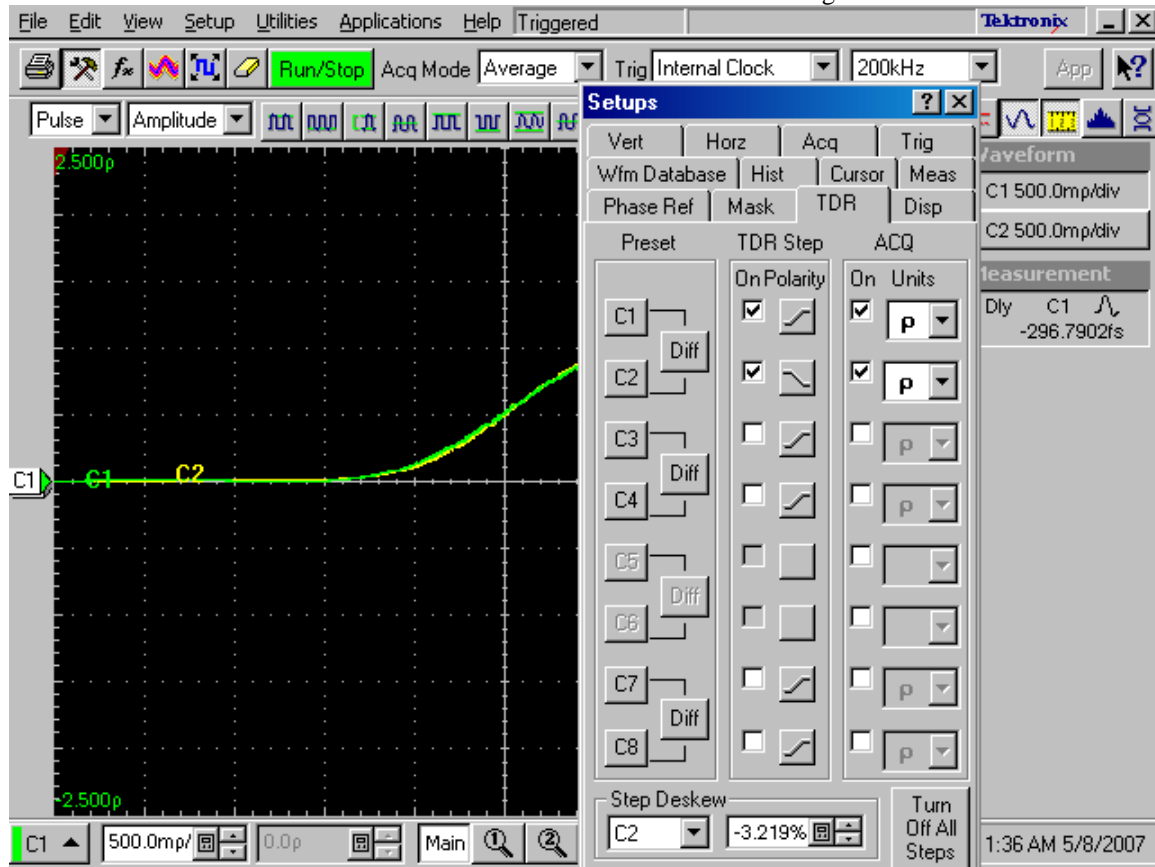 File Edit View Setup Utilities Applications Help Triggered Tektronix
Run/Stop Acq Mode Average Trig Internal Clock 200kHz App
Pulse Amplitude
Setups
Vert Horz Acq Trig
Wfm Database Hist Cursor Meas
Phase Ref Mask TDR Disp
Preset TDR Step ACQ
On Polarity On Units
C1 ρ
Diff
C2 ρ
C3 ρ
Diff
C4 ρ
C5
Diff
C6
C7 ρ
Diff
C8 ρ
Step Deskew
C2 -3.219%
Turn
Off All
Steps
2.500ρ
C1 C1 C2
-2.500ρ
Waveform
C1 500.0mρ/div
C2 500.0mρ/div
Measurement
Dly C1
-296.7902fs
C1 500.0mρ/ 0.0ρ Main 1 2 1:36 AM 5/8/2007